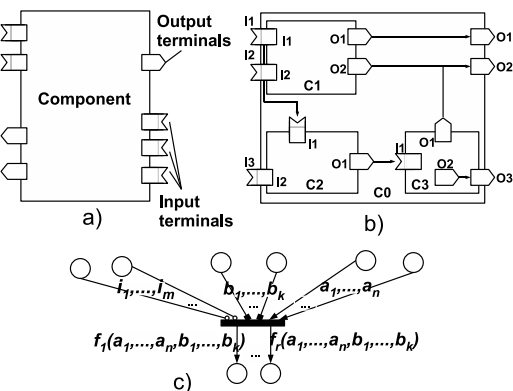 Output
terminals
Component
Input
terminals
a)
I1
I1
I2
I2
O1
O2
C1
O1
O2
I1
O1
I1
O1
O2
O3
I3
I2
C2
C0
C3
b)
i1,...,im
b1,...,bk
a1,...,an
...
...
f1(a1,...,an,b1,...,bk)
...
fr(a1,...,an,b1,...,bk)
c)